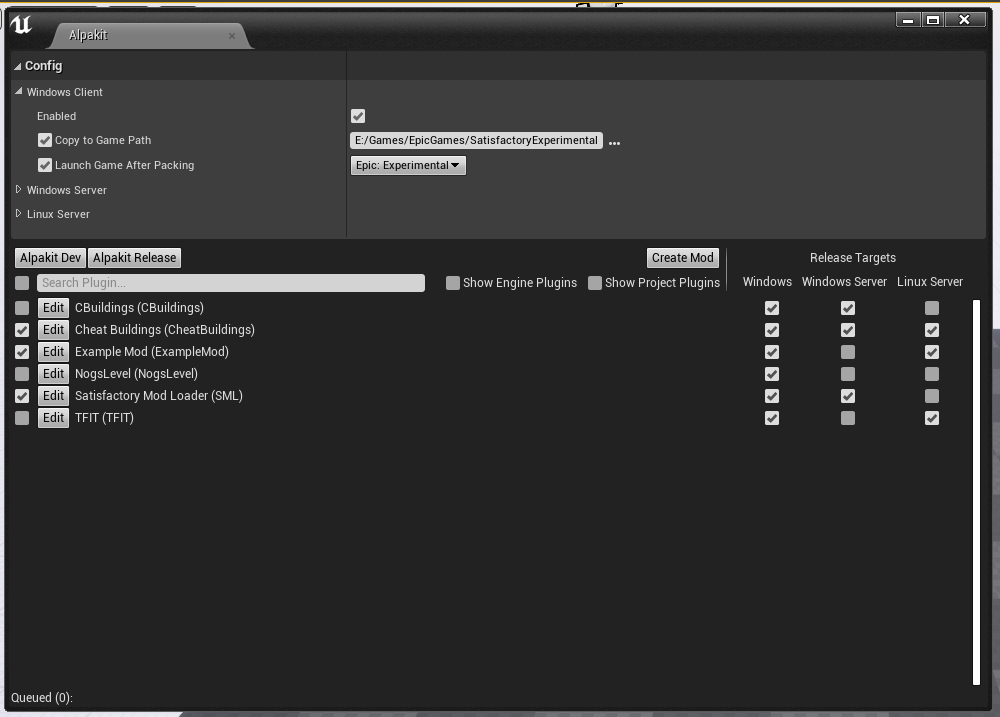 Alpakit
Config
Windows Client
Enabled
Copy to Game Path E:/Games/EpicGames/SatisfactoryExperimental ...
Launch Game After Packing Epic: Experimental
Windows Server
Linux Server
Alpakit Dev Alpakit Release Create Mod Release Targets
Search Plugin... Show Engine Plugins Show Project Plugins Windows Windows Server Linux Server
Edit CBuildings (CBuildings)
Edit Cheat Buildings (CheatBuildings)
Edit Example Mod (ExampleMod)
Edit NogsLevel (NogsLevel)
Edit Satisfactory Mod Loader (SML)
Edit TFIT (TFIT)
Queued (0):